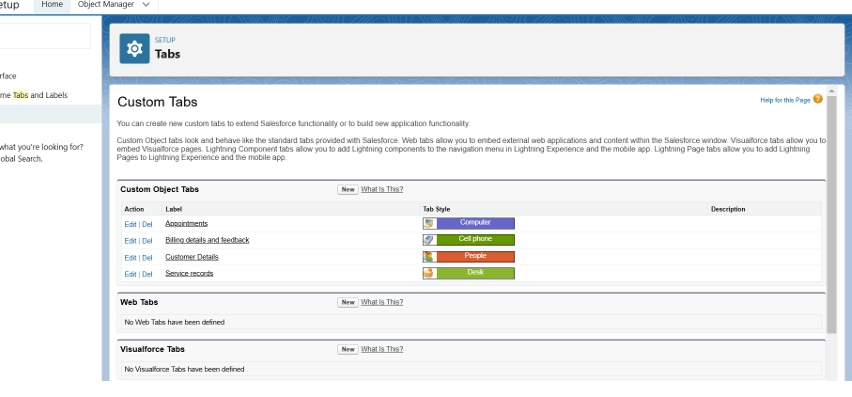 Home Object Manager
SETUP
Tabs
me Tabs and Labels
what you're looking for?
Custom Tabs
Help for this Page
You can create new custom tabs to extend Salesforce functionality or to build new application functionality.
Custom Object tabs look and behave like the standard tabs provided with Salesforce. Web tabs allow you to embed external web applications and content within the Salesforce window. Visualforce tabs allow you to
embed Visualforce pages. Lightning Component tabs allow you to add Lightning components to the navigation menu in Lightning Experience and the mobile app. Lightning Page tabs allow you to add Lightning
Pages to Lightning Experience and the mobile app.
Custom Object Tabs New What Is This?
Action Label Tab Style Description
Edit | Del Appointments Computer
Edit | Del Billing details and feedback Cell phone
Edit | Del Customer Details People
Edit | Del Service records Desk
Web Tabs New What Is This?
No Web Tabs have been defined
Visualforce Tabs New What Is This?
No Visualforce Tabs have been defined